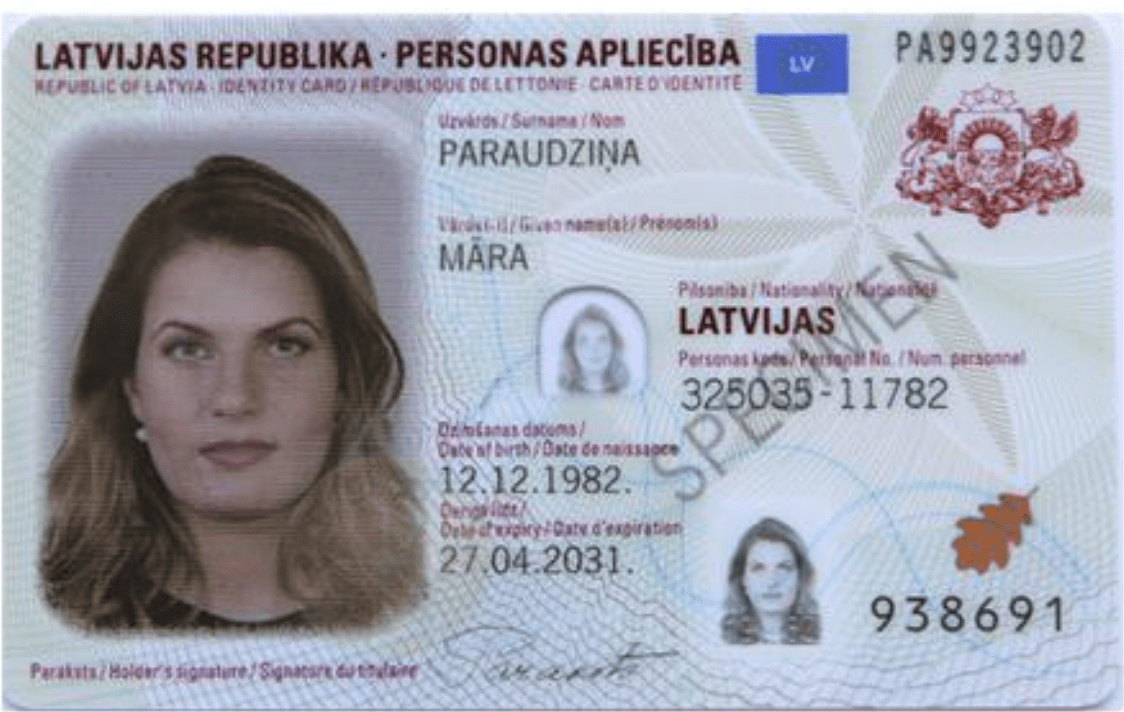 LATVIJAS REPUBLIKA · PERSONAS APLIECĪBA
REPUBLIC OF LATVIA · IDENTITY CARD / RÉPUBLIQUE DE LETTONIE · CARTE D'IDENTITÉ
LV
PA9923902
Uzvārds / Surname / Nom
PARAUDZIŅA
Vārds(-i) / Given name(s) / Prénom(s)
MĀRA
Pilsonība / Nationality / Nationalité
LATVIJAS
Personas kods / Personal No. / Num. personnel
325035-11782
SPECIMEN
Dzimšanas datums /
Date of birth / Date de naissance
12.12.1982.
Derīga līdz /
Date of expiry / Date d'expiration
27.04.2031.
938691
Paraksts / Holder's signature / Signature du titulaire